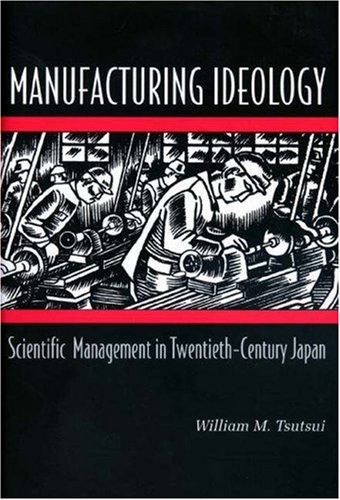 MANUFACTURING IDEOLOGY
Scientific Management in Twentieth-Century Japan
William M. Tsutsui